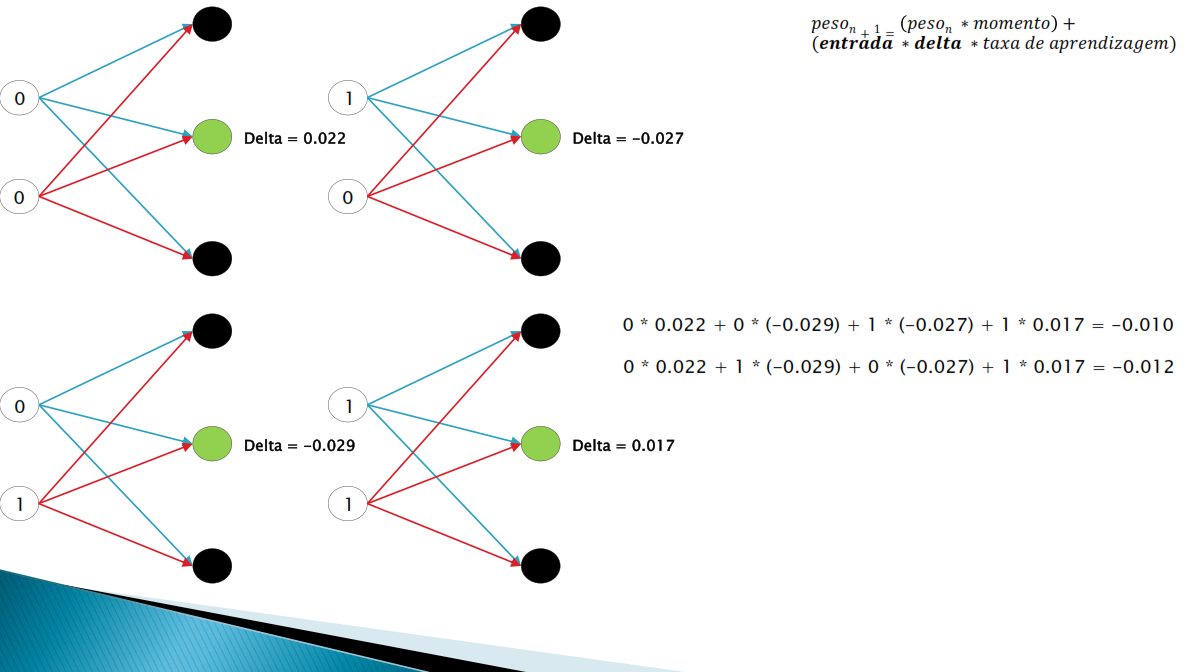 peso_{n + 1 =} (peso_n * momento) +
(entrada * delta * taxa de aprendizagem)
0
0
Delta = 0.022
1
0
Delta = -0.027
0
1
Delta = -0.029
1
1
Delta = 0.017
0 * 0.022 + 0 * (-0.029) + 1 * (-0.027) + 1 * 0.017 = -0.010
0 * 0.022 + 1 * (-0.029) + 0 * (-0.027) + 1 * 0.017 = -0.012